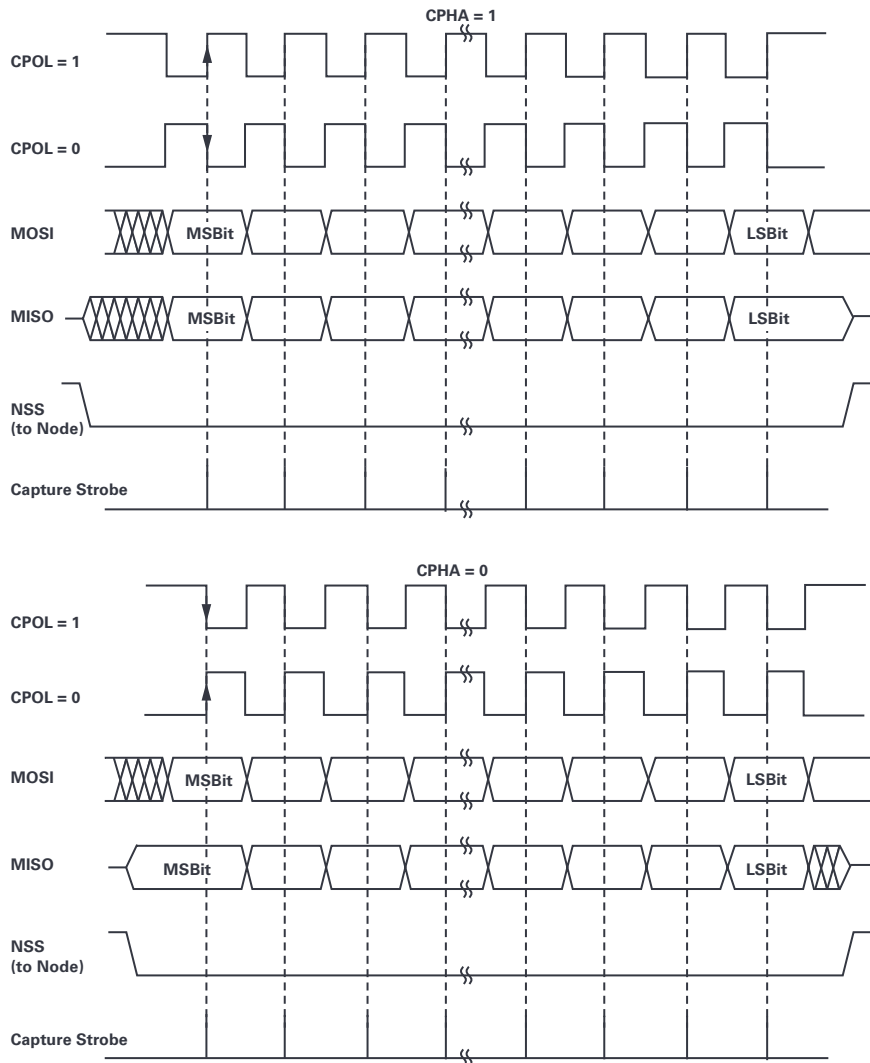 CPHA = 1
CPOL = 1
CPOL = 0
MOSI MSBit LSBit
MISO MSBit LSBit
NSS
(to Node)
Capture Strobe
CPHA = 0
CPOL = 1
CPOL = 0
MOSI MSBit LSBit
MISO MSBit LSBit
NSS
(to Node)
Capture Strobe